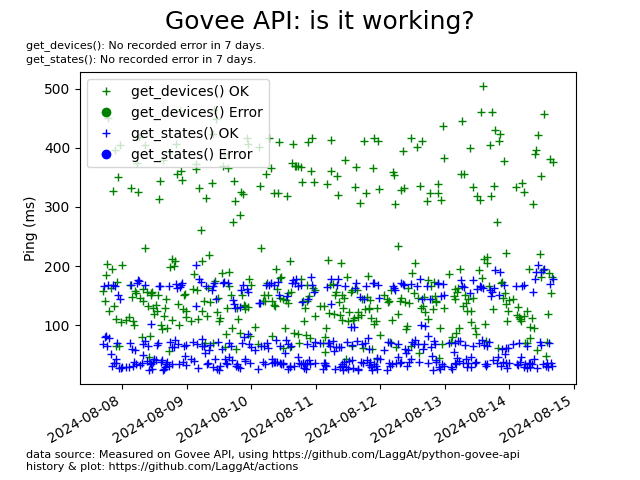 Govee API: is it working?
get_devices(): No recorded error in 7 days.
get_states(): No recorded error in 7 days.
get_devices() OK
get_devices() Error
get_states() OK
get_states() Error
Ping (ms)
500
400
300
200
100
2024-08-08
2024-08-09
2024-08-10
2024-08-11
2024-08-12
2024-08-13
2024-08-14
2024-08-15
data source: Measured on Govee API, using https://github.com/LaggAt/python-govee-api
history & plot: https://github.com/LaggAt/actions